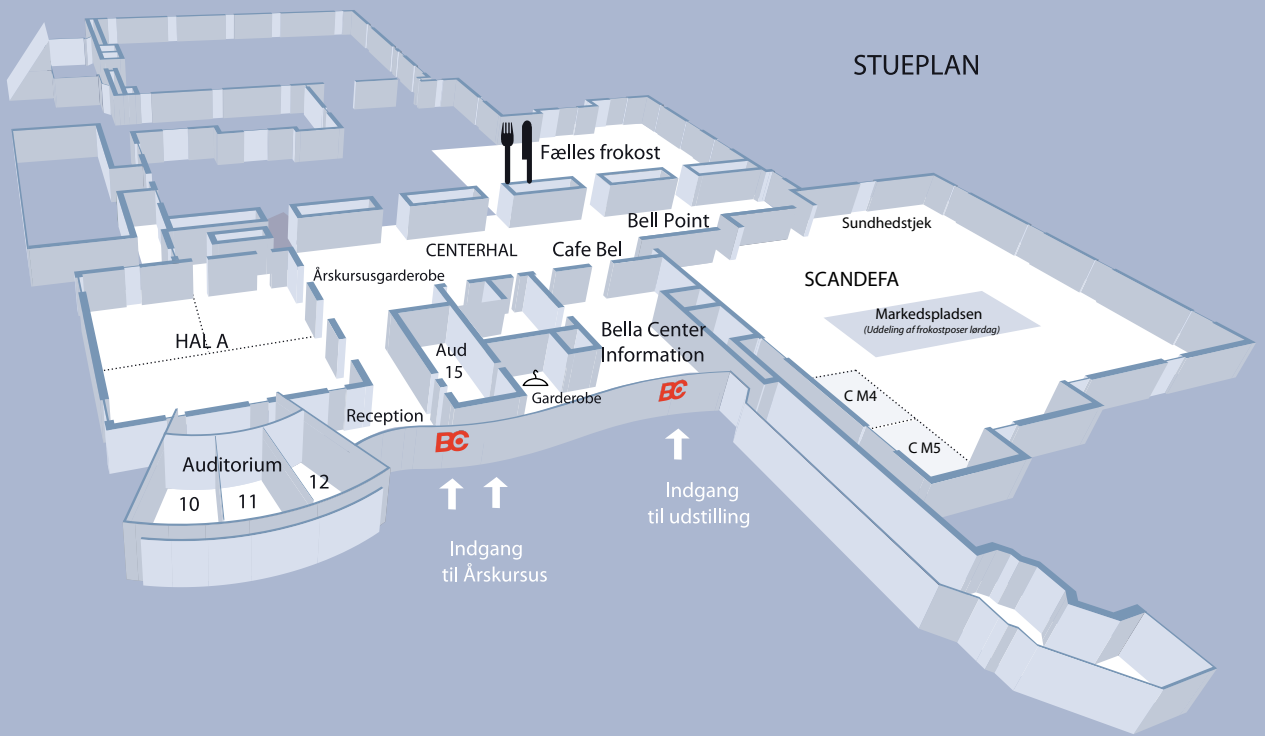 STUEPLAN
Fælles frokost
Bell Point
Sundhedstjek
CENTERHAL
Cafe Bel
Årskursusgarderobe
SCANDEFA
Markedspladsen
(Uddeling af frokostposer lørdag)
HAL A
Bella Center
Information
Aud
15
C M4
Garderobe
BC
Reception
BC
C M5
Auditorium
10
11
12
Indgang
til udstilling
Indgang
til Årskursus